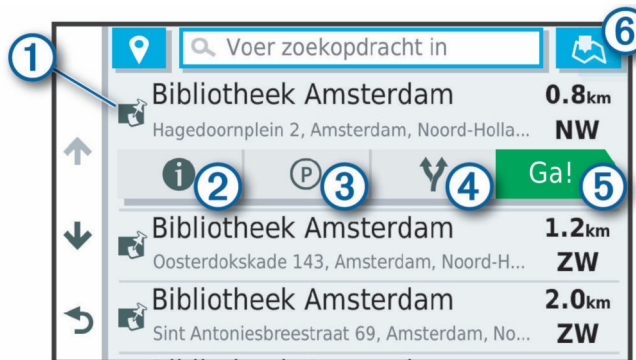 Voer zoekopdracht in
6
1
Bibliotheek Amsterdam 0.8km
Hagedoornplein 2, Amsterdam, Noord-Holla... NW
i 2 P 3 4 Ga! 5
Bibliotheek Amsterdam 1.2km
Oosterdokskade 143, Amsterdam, Noord-H... ZW
Bibliotheek Amsterdam 2.0km
Sint Antoniesbreestraat 69, Amsterdam, No... ZW